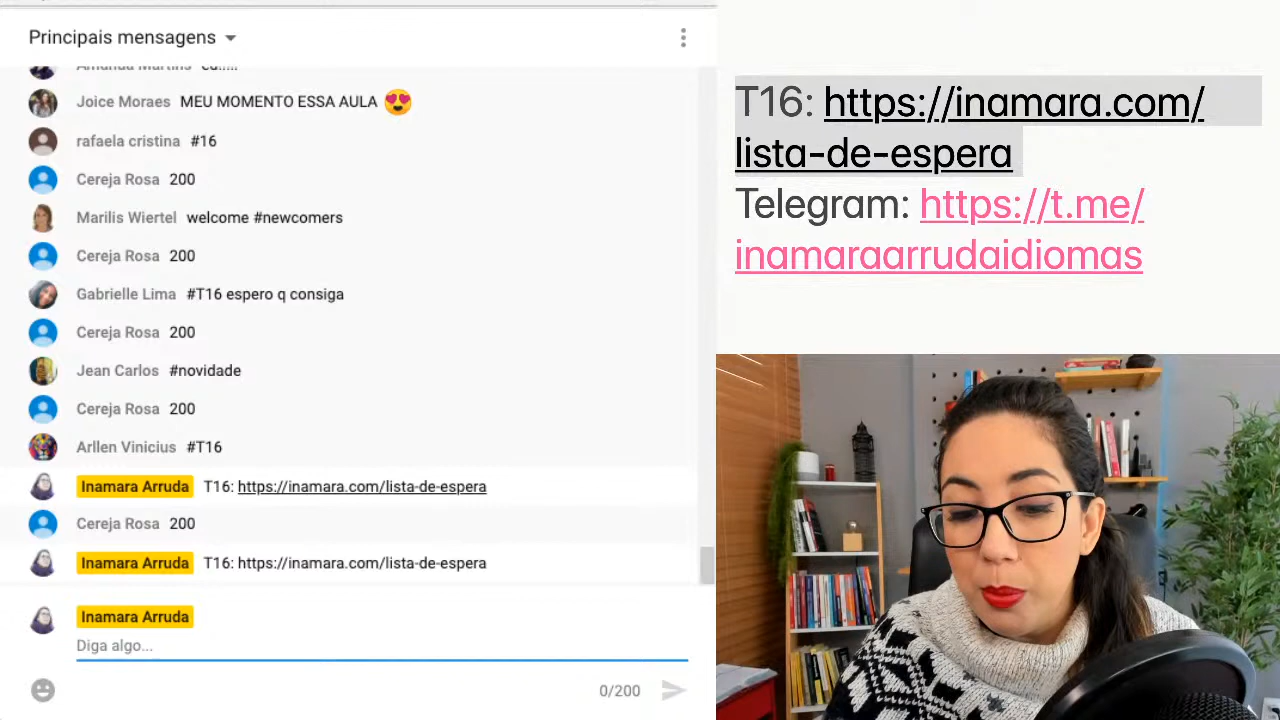 Principais mensagens
Amanda Martins eu.....
Joice Moraes MEU MOMENTO ESSA AULA 😍
rafaela cristina #16
Cereja Rosa 200
Marilis Wiertel welcome #newcomers
Cereja Rosa 200
Gabrielle Lima #T16 espero q consiga
Cereja Rosa 200
Jean Carlos #novidade
Cereja Rosa 200
Arllen Vinicius #T16
Inamara Arruda T16: https://inamara.com/lista-de-espera
Cereja Rosa 200
Inamara Arruda T16: https://inamara.com/lista-de-espera
Inamara Arruda
Diga algo...
0/200
T16: https://inamara.com/
lista-de-espera
Telegram: https://t.me/
inamaraarrudaidiomas